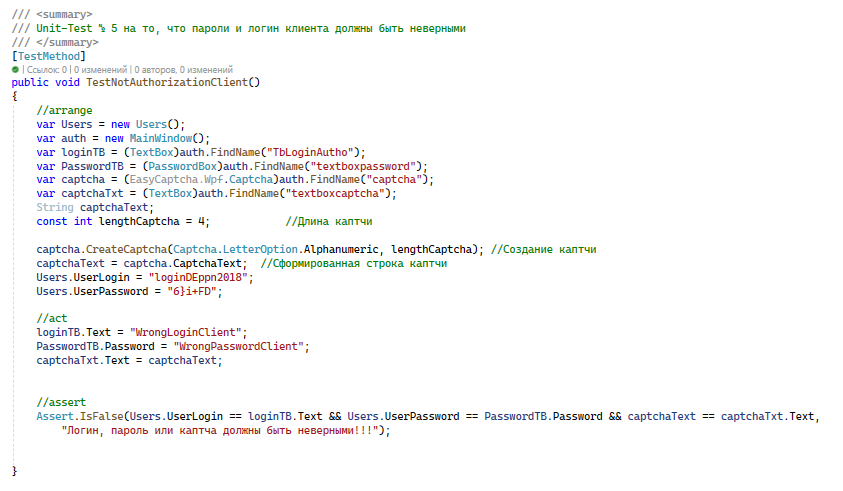 /// <summary>
/// Unit-Test № 5 на то, что пароли и логин клиента должны быть неверными
/// </summary>
[TestMethod]
| Ссылок: 0 | 0 изменений | 0 авторов, 0 изменений
public void TestNotAuthorizationClient()
{
//arrange
var Users = new Users();
var auth = new MainWindow();
var loginTB = (TextBox)auth.FindName("TbLoginAutho");
var PasswordTB = (PasswordBox)auth.FindName("textboxpassword");
var captcha = (EasyCaptcha.Wpf.Captcha)auth.FindName("captcha");
var captchaTxt = (TextBox)auth.FindName("textboxcaptcha");
String captchaText;
const int lengthCaptcha = 4; //Длина каптчи
captcha.CreateCaptcha(Captcha.LetterOption.Alphanumeric, lengthCaptcha); //Создание каптчи
captchaText = captcha.CaptchaText; //Сформированная строка каптчи
Users.UserLogin = "loginDEppn2018";
Users.UserPassword = "6}i+FD";
//act
loginTB.Text = "WrongLoginClient";
PasswordTB.Password = "WrongPasswordClient";
captchaTxt.Text = captchaText;
//assert
Assert.IsFalse(Users.UserLogin == loginTB.Text && Users.UserPassword == PasswordTB.Password && captchaText == captchaTxt.Text,
"Логин, пароль или каптча должны быть неверными!!!");
}